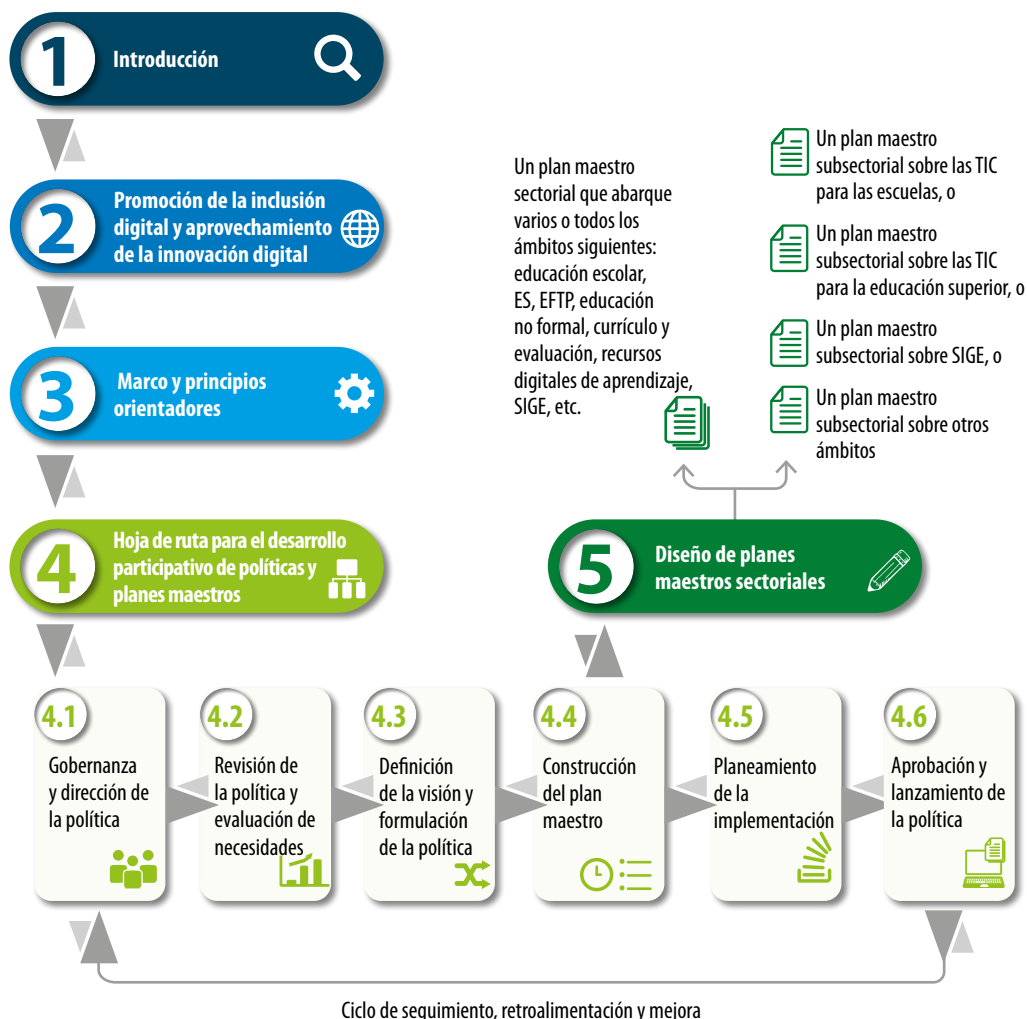 1
Introducción
2
Promoción de la inclusión
digital y aprovechamiento
de la innovación digital
3
Marco y principios
orientadores
4
Hoja de ruta para el desarrollo
participativo de políticas y
planes maestros
Un plan maestro
sectorial que abarque
varios o todos los
ámbitos siguientes:
educación escolar,
ES, EFTP, educación
no formal, currículo y
evaluación, recursos
digitales de aprendizaje,
SIGE, etc.
Un plan maestro
subsectorial sobre las TIC
para las escuelas, o
Un plan maestro
subsectorial sobre las TIC
para la educación superior, o
Un plan maestro
subsectorial sobre SIGE, o
Un plan maestro
subsectorial sobre otros
ámbitos
5
Diseño de planes
maestros sectoriales
4.1
Gobernanza
y dirección de
la política
4.2
Revisión de
la política y
evaluación de
necesidades
4.3
Definición
de la visión y
formulación
de la política
4.4
Construcción
del plan
maestro
4.5
Planeamiento
de la
implementación
4.6
Aprobación y
lanzamiento de
la política
Ciclo de seguimiento, retroalimentación y mejora